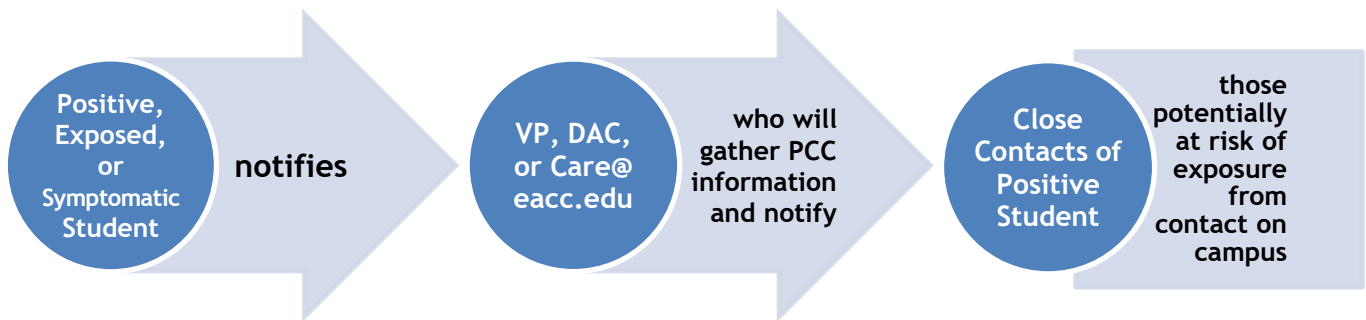 Positive,
Exposed,
or
Symptomatic
Student
notifies
VP, DAC,
or Care@
eacc.edu
who will
gather PCC
information
and notify
Close
Contacts of
Positive
Student
those
potentially
at risk of
exposure
from
contact on
campus